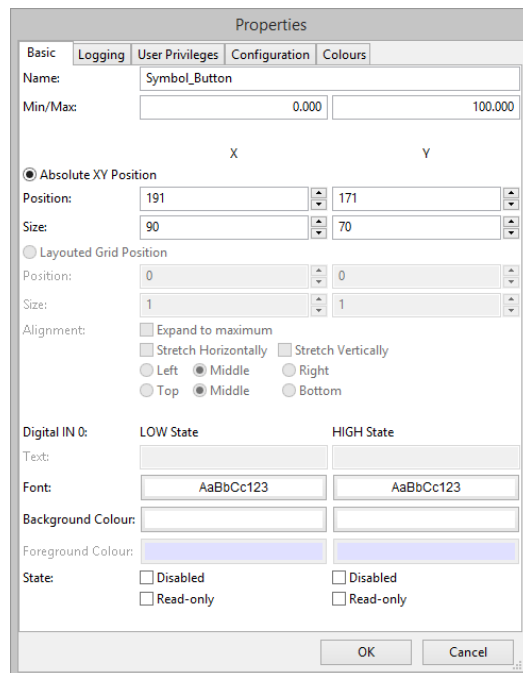 Properties
Basic Logging User Privileges Configuration Colours
Name: Symbol_Button
Min/Max: 0.000 100.000
X Y
Absolute XY Position
Position: 191 171
Size: 90 70
Layouted Grid Position
Position: 0 0
Size: 1 1
Alignment: Expand to maximum
Stretch Horizontally Stretch Vertically
Left Middle Right
Top Middle Bottom
Digital IN 0: LOW State HIGH State
Text:
Font: AaBbCc123 AaBbCc123
Background Colour:
Foreground Colour:
State: Disabled Disabled
Read-only Read-only
OK Cancel